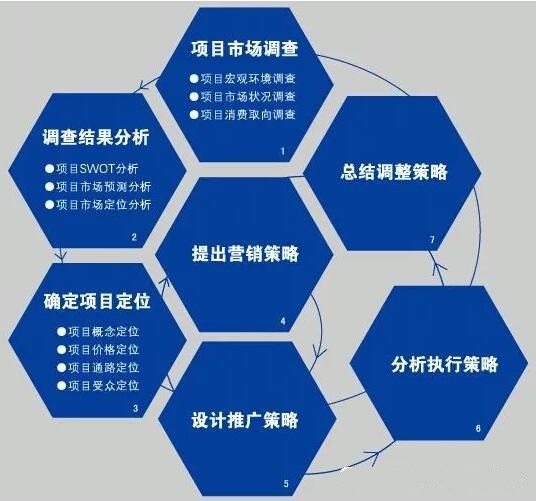 项目市场调查
●项目宏观环境调查
●项目市场状况调查
●项目消费取向调查
1
调查结果分析
●项目SWOT分析
●项目市场预测分析
●项目市场定位分析
2
确定项目定位
●项目概念定位
●项目价格定位
●项目通路定位
●项目受众定位
3
提出营销策略
4
设计推广策略
5
分析执行策略
6
总结调整策略
7